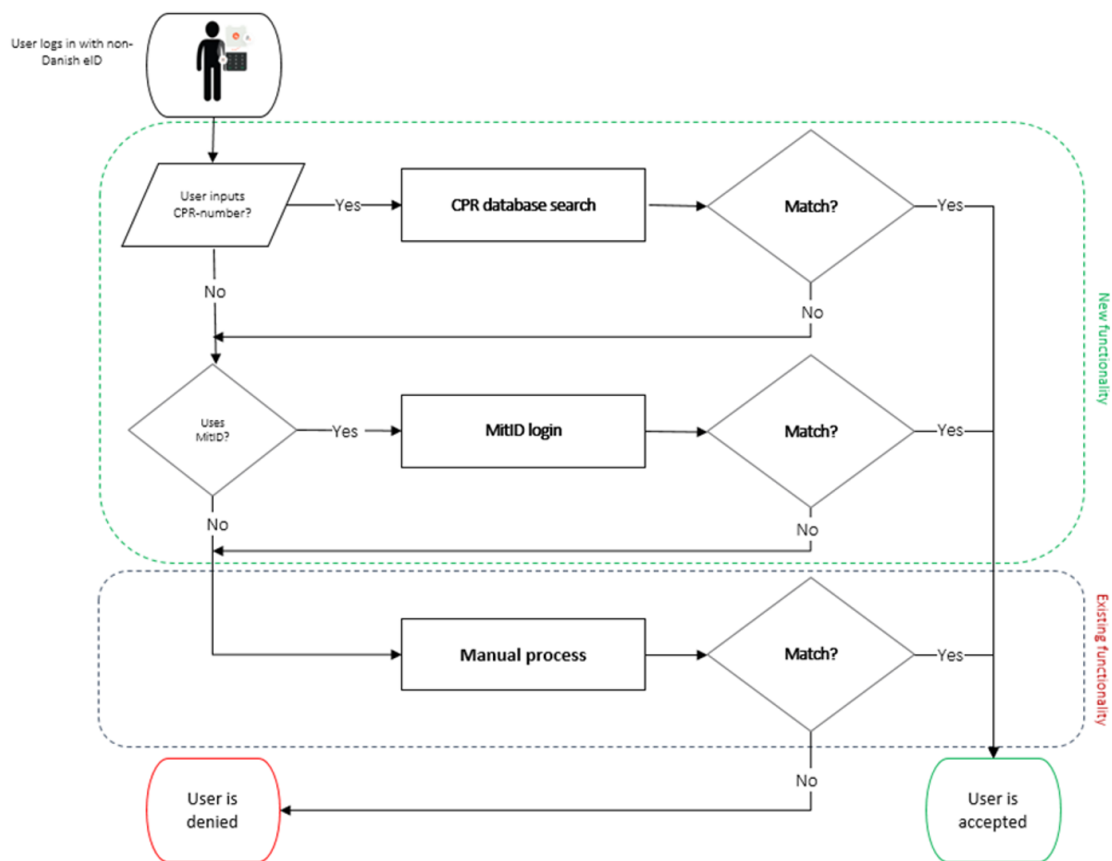 User logs in with non-
Danish eID
User inputs
CPR-number?
Yes
CPR database search
Match?
Yes
No
No
Uses
MitID?
Yes
MitID login
Match?
Yes
No
No
New functionality
Manual process
Match?
Yes
No
Existing functionality
User is
denied
User is
accepted